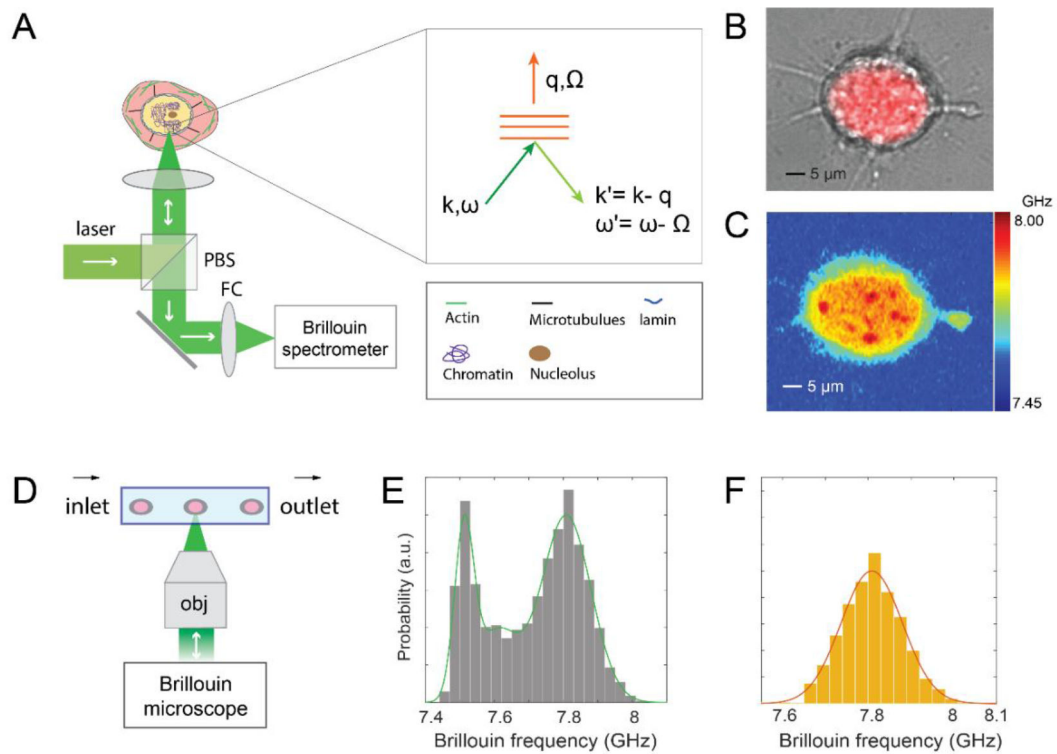 A
laser
PBS
FC
Brillouin
spectrometer
q,Ω
k,ω
k'= k- q
ω'= ω- Ω
Actin
Microtubulues
lamin
Chromatin
Nucleolus
B
5 µm
C
GHz
8.00
7.45
5 µm
D
inlet
outlet
obj
Brillouin
microscope
E
Probability (a.u.)
7.4 7.6 7.8 8
Brillouin frequency (GHz)
F
7.6 7.8 8 8.1
Brillouin frequency (GHz)